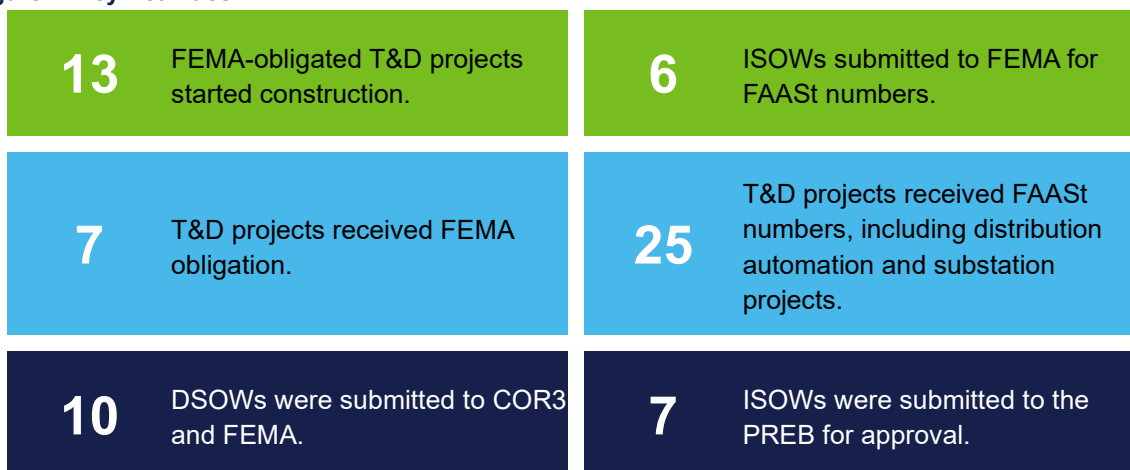 13
FEMA-obligated T&D projects
started construction.
6
ISOWs submitted to FEMA for
FAASt numbers.
7
T&D projects received FEMA
obligation.
25
T&D projects received FAASt
numbers, including distribution
automation and substation
projects.
10
DSOWs were submitted to COR3
and FEMA.
7
ISOWs were submitted to the
PREB for approval.